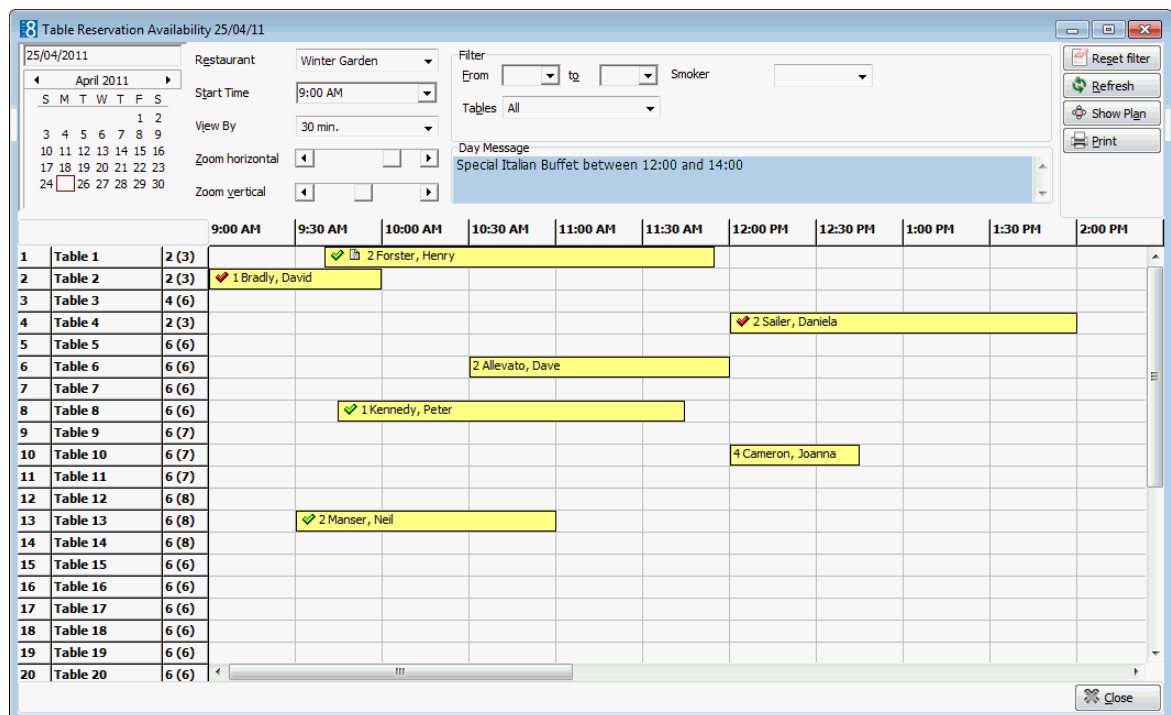 8 Table Reservation Availability 25/04/11
25/04/2011
April 2011
S M T W T F S
1 2
3 4 5 6 7 8 9
10 11 12 13 14 15 16
17 18 19 20 21 22 23
24 26 27 28 29 30
Restaurant Winter Garden
Start Time 9:00 AM
View By 30 min.
Zoom horizontal
Zoom vertical
Filter
From to Smoker
Tables All
Day Message
Special Italian Buffet between 12:00 and 14:00
Reset filter
Refresh
Show Plan
Print
9:00 AM 9:30 AM 10:00 AM 10:30 AM 11:00 AM 11:30 AM 12:00 PM 12:30 PM 1:00 PM 1:30 PM 2:00 PM
1 Table 1 2 (3) 2 Forster, Henry
2 Table 2 2 (3) 1 Bradly, David
3 Table 3 4 (6)
4 Table 4 2 (3) 2 Sailer, Daniela
5 Table 5 6 (6)
6 Table 6 6 (6) 2 Allevato, Dave
7 Table 7 6 (6)
8 Table 8 6 (6) 1 Kennedy, Peter
9 Table 9 6 (7)
10 Table 10 6 (7) 4 Cameron, Joanna
11 Table 11 6 (7)
12 Table 12 6 (8)
13 Table 13 6 (8) 2 Manser, Neil
14 Table 14 6 (8)
15 Table 15 6 (6)
16 Table 16 6 (6)
17 Table 17 6 (6)
18 Table 18 6 (6)
19 Table 19 6 (6)
20 Table 20 6 (6)
Close